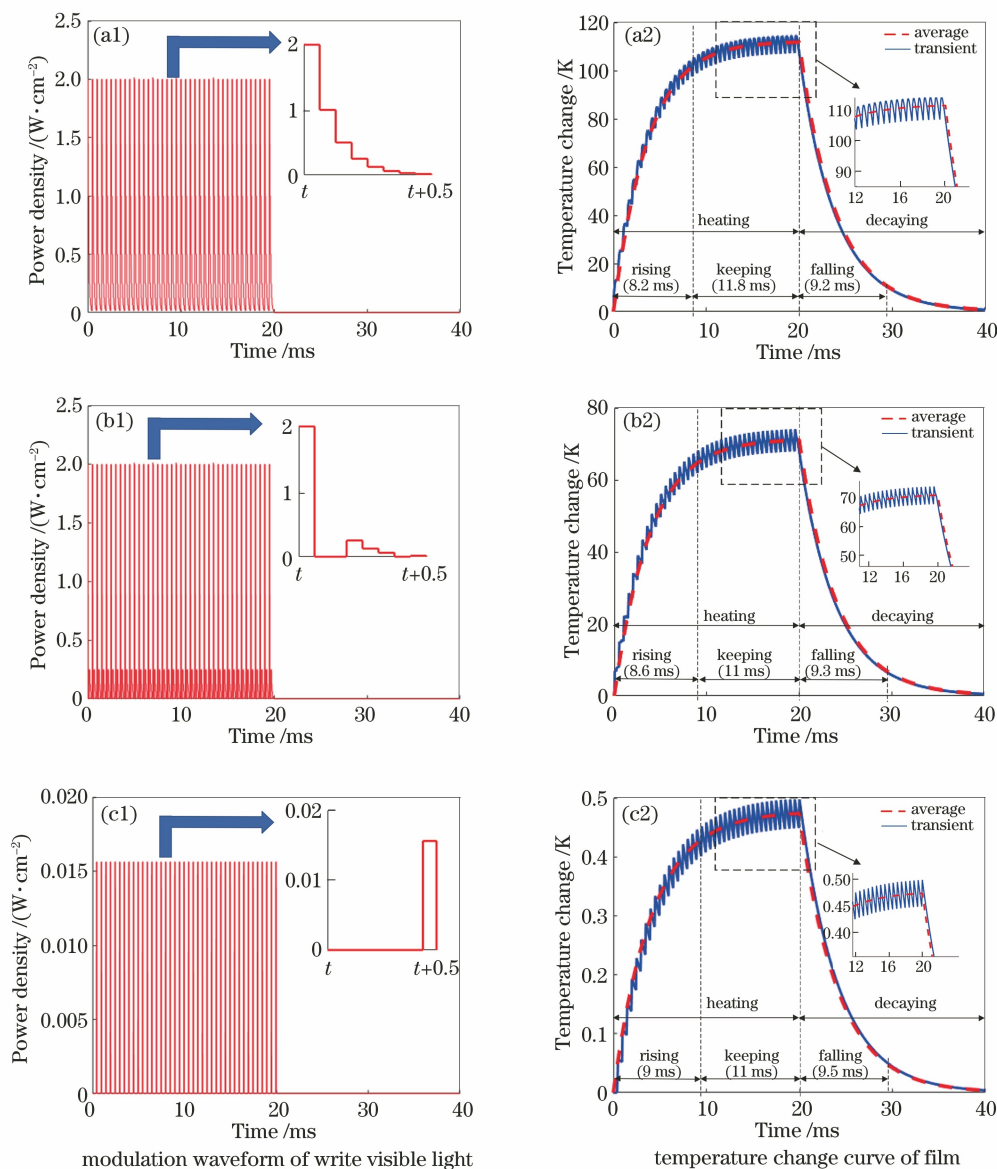 (a1)
Power density /(W·cm⁻²)
2.5
2.0
1.5
1.0
0.5
0
0 10 20 30 40
Time /ms
2
1
0
t t+0.5
(a2)
Temperature change /K
120
100
80
60
40
20
0
0 10 20 30 40
Time /ms
average
transient
110
100
90
12 16 20
heating decaying
rising keeping falling
(8.2 ms) (11.8 ms) (9.2 ms)
(b1)
Power density /(W·cm⁻²)
2.5
2.0
1.5
1.0
0.5
0
0 10 20 30 40
Time /ms
2
1
0
t t+0.5
(b2)
Temperature change /K
80
60
40
20
0
0 10 20 30 40
Time /ms
average
transient
70
60
50
12 16 20
heating decaying
rising keeping falling
(8.6 ms) (11 ms) (9.3 ms)
(c1)
Power density /(W·cm⁻²)
0.020
0.015
0.010
0.005
0
0 10 20 30 40
Time /ms
0.02
0.01
0
t t+0.5
modulation waveform of write visible light
(c2)
Temperature change /K
0.5
0.4
0.3
0.2
0.1
0
0 10 20 30 40
Time /ms
average
transient
0.50
0.45
0.40
12 16 20
heating decaying
rising keeping falling
(9 ms) (11 ms) (9.5 ms)
temperature change curve of film